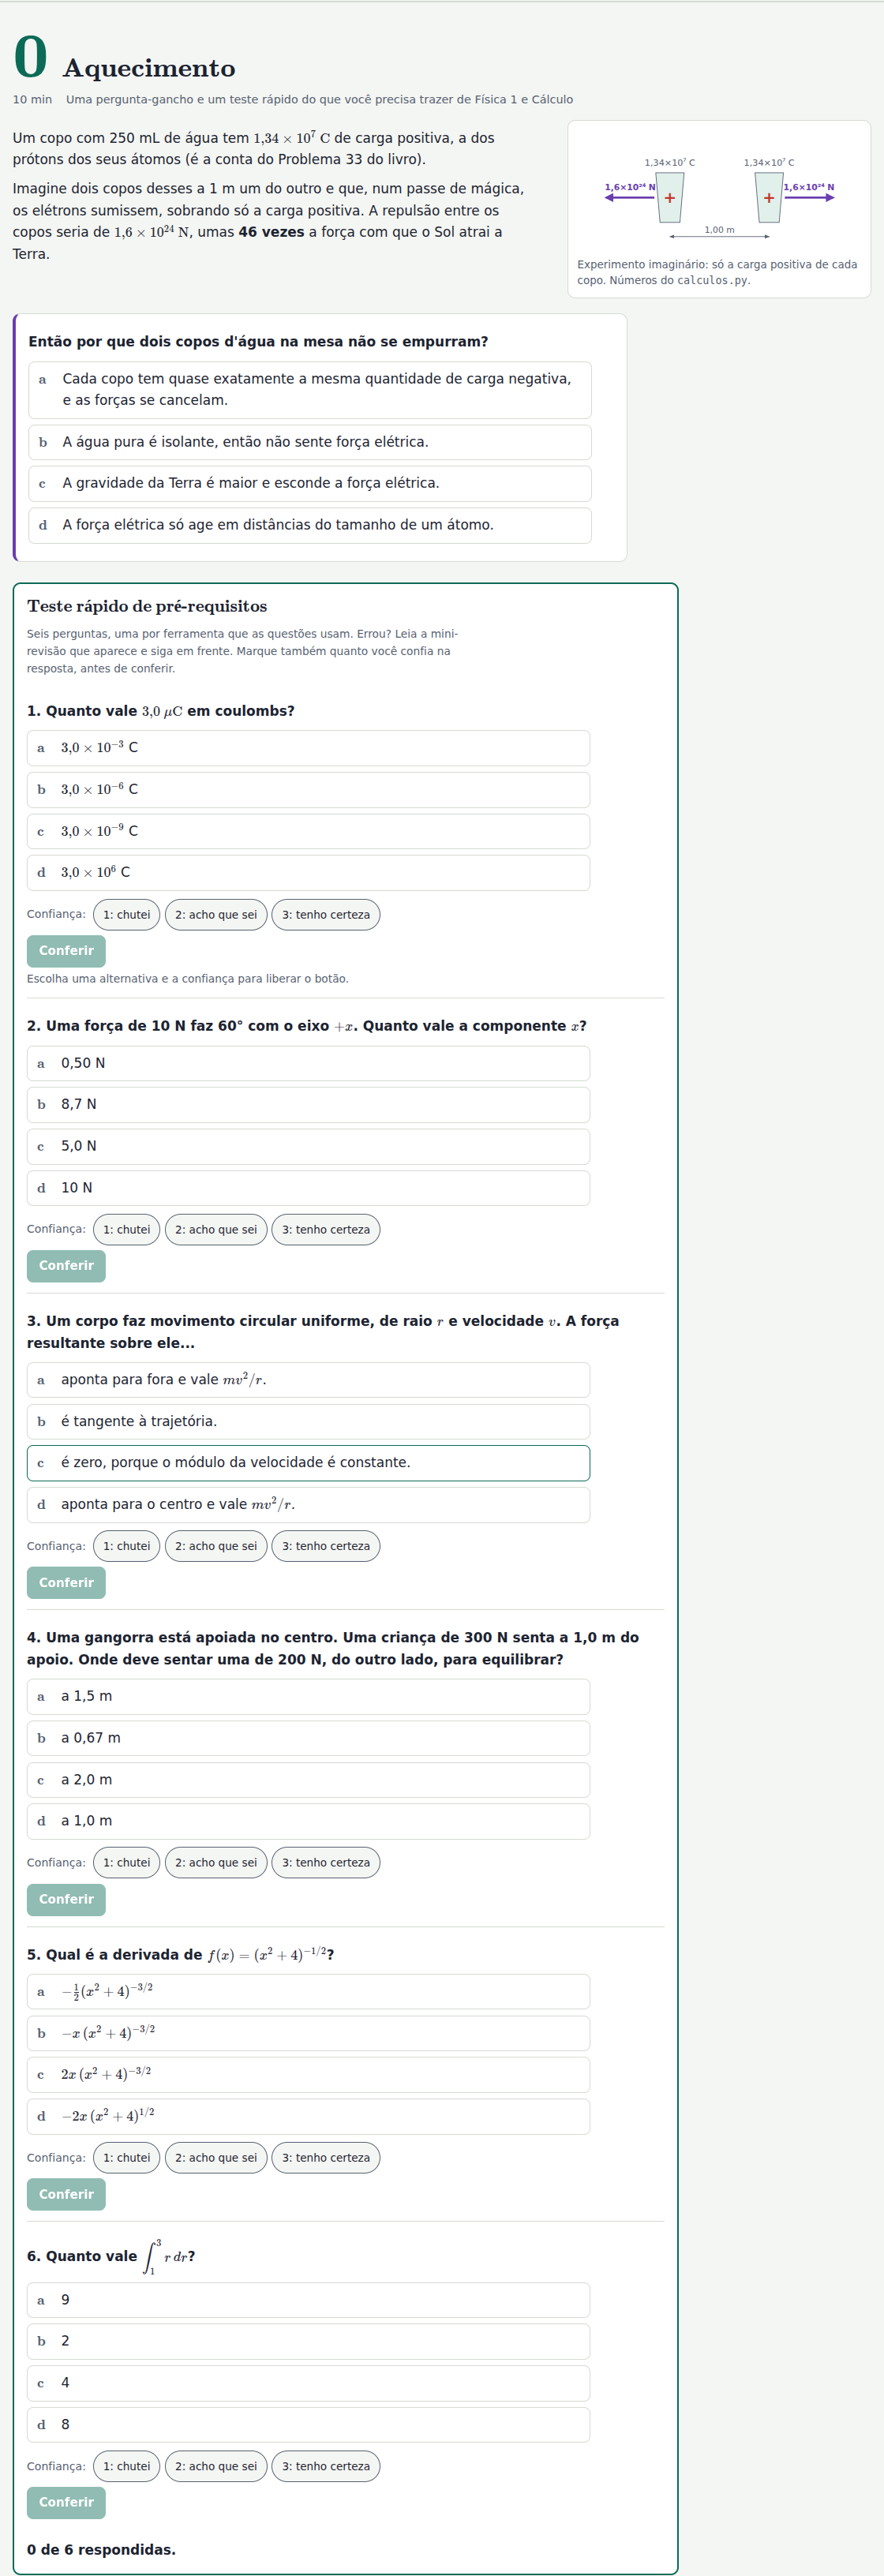 0 Aquecimento
10 min Uma pergunta-gancho e um teste rápido do que você precisa trazer de Física 1 e Cálculo
Um copo com 250 mL de água tem 1,34 × 10⁷ C de carga positiva, a dos
prótons dos seus átomos (é a conta do Problema 33 do livro).
Imagine dois copos desses a 1 m um do outro e que, num passe de mágica,
os elétrons sumissem, sobrando só a carga positiva. A repulsão entre os
copos seria de 1,6 × 10²⁴ N, umas 46 vezes a força com que o Sol atrai a
Terra.
1,34×10⁷ C 1,34×10⁷ C
1,6×10²⁴ N + + 1,6×10²⁴ N
1,00 m
Experimento imaginário: só a carga positiva de cada
copo. Números do calculos.py.
Então por que dois copos d'água na mesa não se empurram?
a Cada copo tem quase exatamente a mesma quantidade de carga negativa,
e as forças se cancelam.
b A água pura é isolante, então não sente força elétrica.
c A gravidade da Terra é maior e esconde a força elétrica.
d A força elétrica só age em distâncias do tamanho de um átomo.
Teste rápido de pré-requisitos
Seis perguntas, uma por ferramenta que as questões usam. Errou? Leia a mini-
revisão que aparece e siga em frente. Marque também quanto você confia na
resposta, antes de conferir.
1. Quanto vale 3,0 μC em coulombs?
a 3,0 × 10⁻³ C
b 3,0 × 10⁻⁶ C
c 3,0 × 10⁻⁹ C
d 3,0 × 10⁶ C
Confiança: 1: chutei 2: acho que sei 3: tenho certeza
Conferir
Escolha uma alternativa e a confiança para liberar o botão.
2. Uma força de 10 N faz 60° com o eixo +x. Quanto vale a componente x?
a 0,50 N
b 8,7 N
c 5,0 N
d 10 N
Confiança: 1: chutei 2: acho que sei 3: tenho certeza
Conferir
3. Um corpo faz movimento circular uniforme, de raio r e velocidade v. A força
resultante sobre ele...
a aponta para fora e vale mv²/r.
b é tangente à trajetória.
c é zero, porque o módulo da velocidade é constante.
d aponta para o centro e vale mv²/r.
Confiança: 1: chutei 2: acho que sei 3: tenho certeza
Conferir
4. Uma gangorra está apoiada no centro. Uma criança de 300 N senta a 1,0 m do
apoio. Onde deve sentar uma de 200 N, do outro lado, para equilibrar?
a a 1,5 m
b a 0,67 m
c a 2,0 m
d a 1,0 m
Confiança: 1: chutei 2: acho que sei 3: tenho certeza
Conferir
5. Qual é a derivada de f(x) = (x² + 4)^(−1/2)?
a −½(x² + 4)^(−3/2)
b −x (x² + 4)^(−3/2)
c 2x (x² + 4)^(−3/2)
d −2x (x² + 4)^(1/2)
Confiança: 1: chutei 2: acho que sei 3: tenho certeza
Conferir
6. Quanto vale ∫₁³ r dr?
a 9
b 2
c 4
d 8
Confiança: 1: chutei 2: acho que sei 3: tenho certeza
Conferir
0 de 6 respondidas.